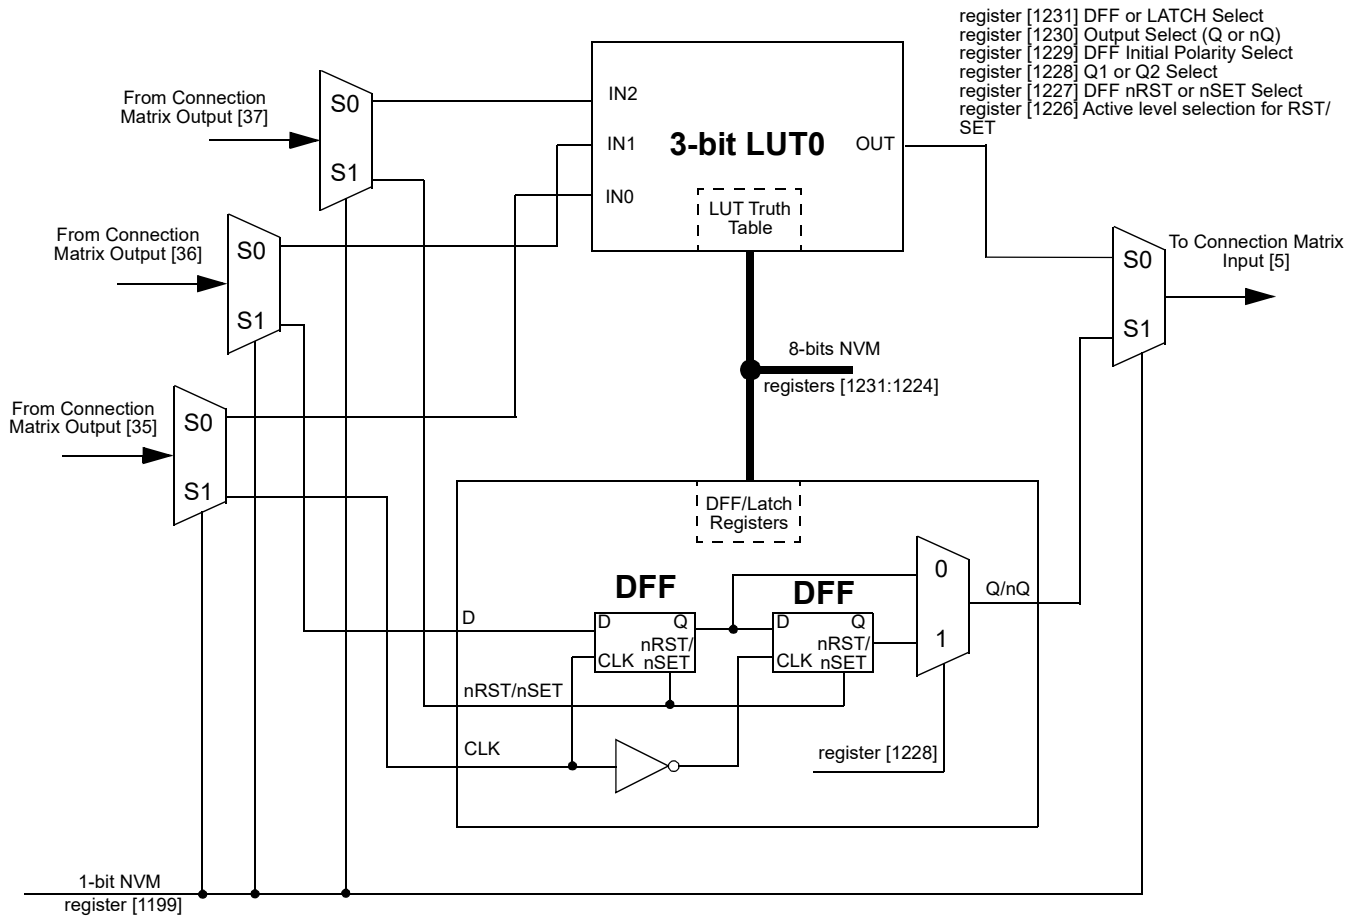 register [1231] DFF or LATCH Select
register [1230] Output Select (Q or nQ)
register [1229] DFF Initial Polarity Select
register [1228] Q1 or Q2 Select
register [1227] DFF nRST or nSET Select
register [1226] Active level selection for RST/
SET
From Connection
Matrix Output [37]
S0
S1
IN2
IN1
IN0
3-bit LUT0
OUT
LUT Truth
Table
From Connection
Matrix Output [36]
S0
S1
To Connection Matrix
Input [5]
S0
S1
8-bits NVM
registers [1231:1224]
From Connection
Matrix Output [35]
S0
S1
DFF/Latch
Registers
DFF
DFF
0
1
Q/nQ
D
D
Q
nRST/
CLK
nSET
D
Q
nRST/
CLK
nSET
nRST/nSET
CLK
register [1228]
1-bit NVM
register [1199]